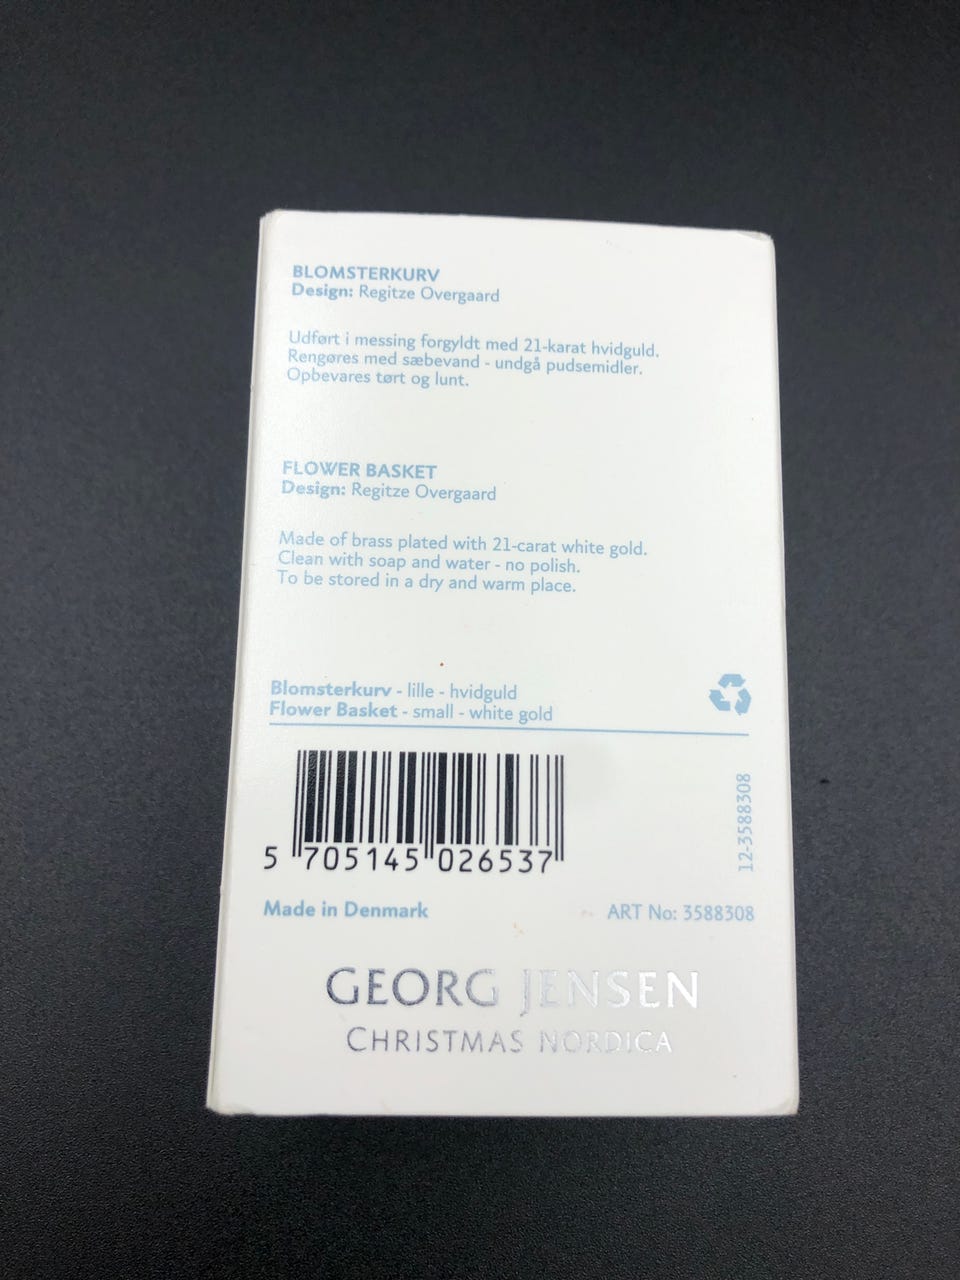 BLOMSTERKURV
Design: Regitze Overgaard
Udført i messing forgyldt med 21-karat hvidguld.
Rengøres med sæbevand - undgå pudsemidler.
Opbevares tørt og lunt.
FLOWER BASKET
Design: Regitze Overgaard
Made of brass plated with 21-carat white gold.
Clean with soap and water - no polish.
To be stored in a dry and warm place.
Blomsterkurv - lille - hvidguld
Flower Basket - small - white gold
5 705145 026537
12-3588308
Made in Denmark
ART No: 3588308
GEORG JENSEN
CHRISTMAS NORDICA